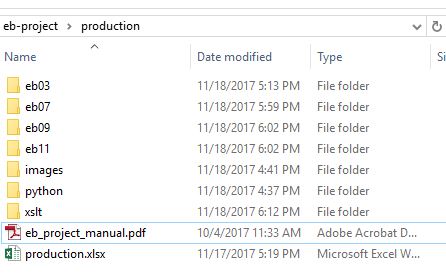 eb-project > production
Name Date modified Type Si
eb03 11/18/2017 5:13 PM File folder
eb07 11/18/2017 5:59 PM File folder
eb09 11/18/2017 6:02 PM File folder
eb11 11/18/2017 6:02 PM File folder
images 11/18/2017 4:41 PM File folder
python 11/18/2017 4:37 PM File folder
xslt 11/18/2017 6:12 PM File folder
eb_project_manual.pdf 10/4/2017 11:33 AM Adobe Acrobat D...
production.xlsx 11/17/2017 5:19 PM Microsoft Excel W...